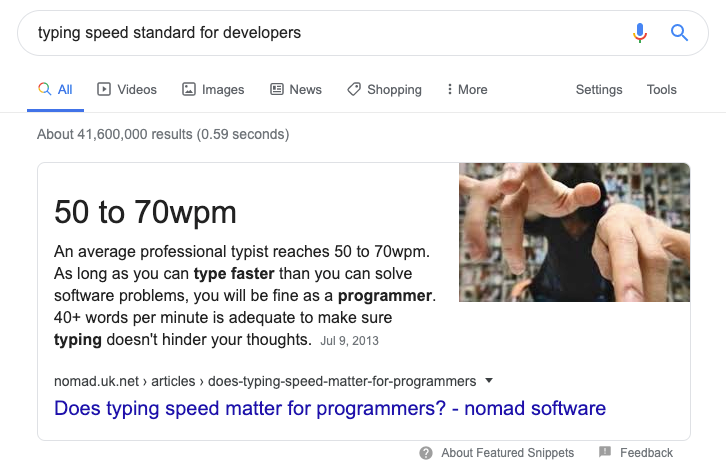 typing speed standard for developers
All Videos Images News Shopping More Settings Tools
About 41,600,000 results (0.59 seconds)
50 to 70wpm
An average professional typist reaches 50 to 70wpm.
As long as you can type faster than you can solve
software problems, you will be fine as a programmer.
40+ words per minute is adequate to make sure
typing doesn't hinder your thoughts. Jul 9, 2013
nomad.uk.net › articles › does-typing-speed-matter-for-programmers
Does typing speed matter for programmers? - nomad software
About Featured Snippets Feedback